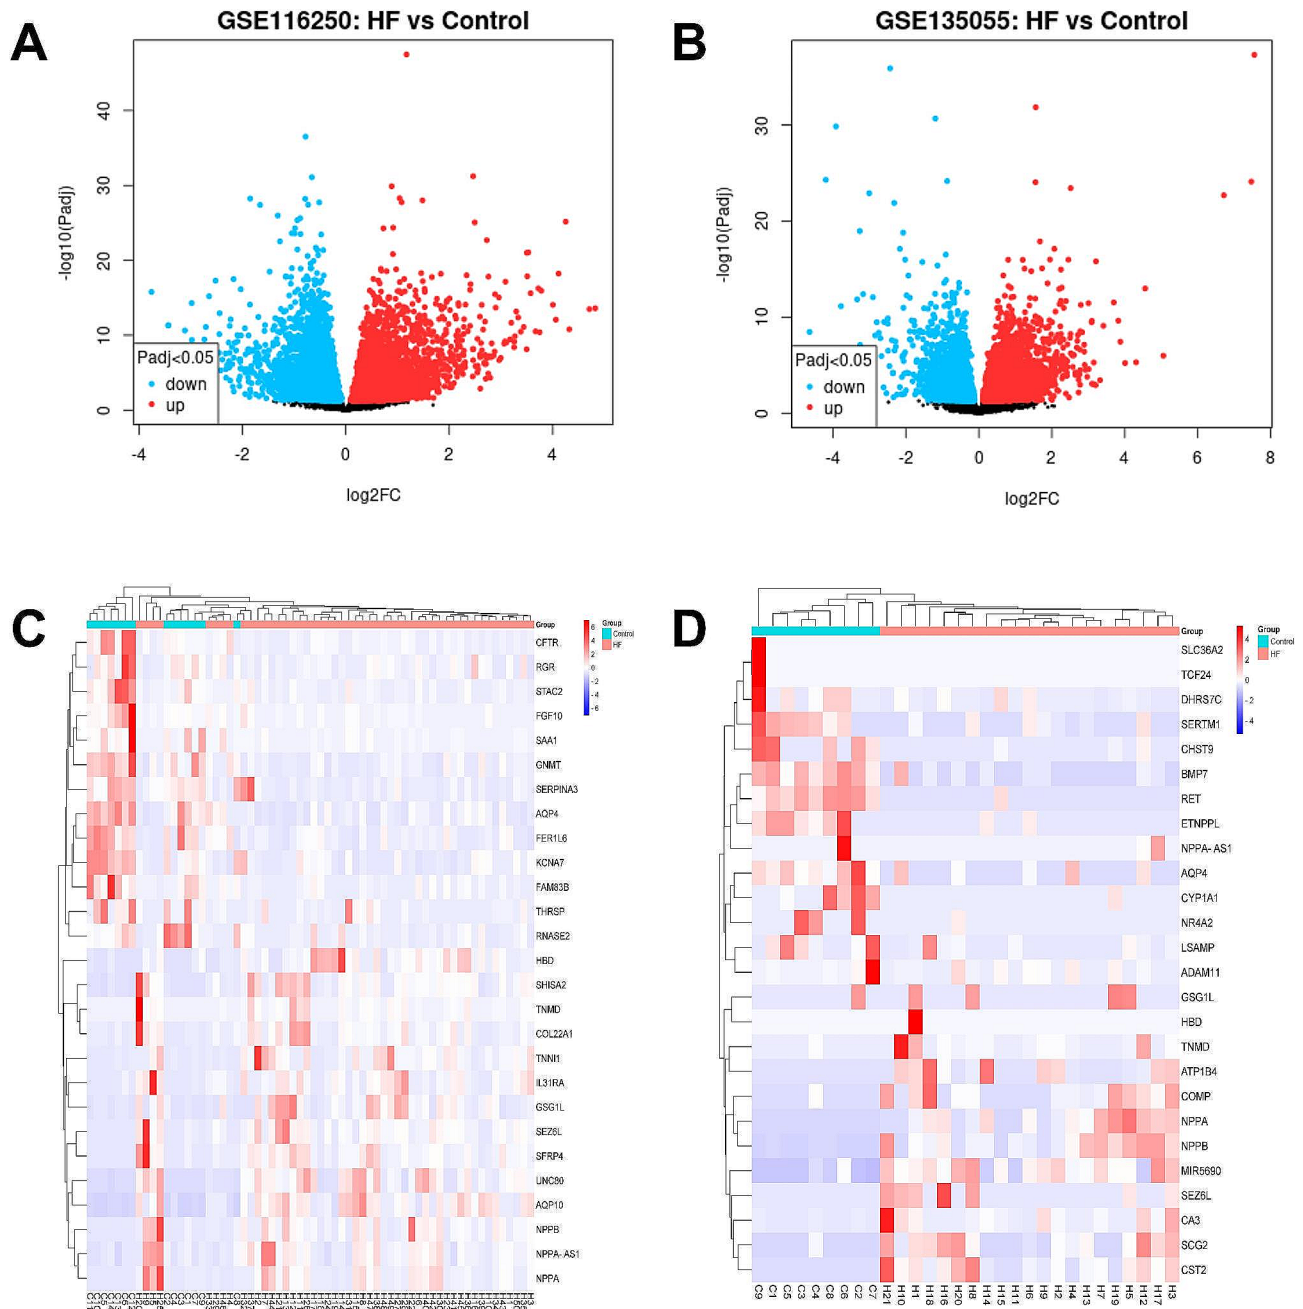 A
GSE116250: HF vs Control
-log10(Padj)
40
30
20
10
0
Padj<0.05
down
up
-4
-2
0
2
4
log2FC
B
GSE135055: HF vs Control
-log10(Padj)
30
20
10
0
Padj<0.05
down
up
-4
-2
0
2
4
6
8
log2FC
C
Group
CFTR
RGR
STAC2
FGF10
SAA1
GNMT
SERPINA3
AQP4
FER1L6
KCNA7
FAM83B
THRSP
RNASE2
HBD
SHISA2
TNMD
COL22A1
TNNI1
IL31RA
GSG1L
SEZ6L
SFRP4
UNC80
AQP10
NPPB
NPPA-AS1
NPPA
6
4
2
0
-2
-4
-6
Group
Control
HF
D
Group
SLC36A2
TCF24
DHRS7C
SERTM1
CHST9
BMP7
RET
ETNPPL
NPPA-AS1
AQP4
CYP1A1
NR4A2
LSAMP
ADAM11
GSG1L
HBD
TNMD
ATP1B4
COMP
NPPA
NPPB
MIR5690
SEZ6L
CA3
SCG2
CST2
4
2
0
-2
-4
Group
Control
HF
C9 C1 C5 C3 C4 C8 C6 C2 C7 H21 H10 H1 H18 H16 H20 H8 H14 H15 H11 H6 H9 H2 H4 H13 H7 H19 H5 H12 H17 H3